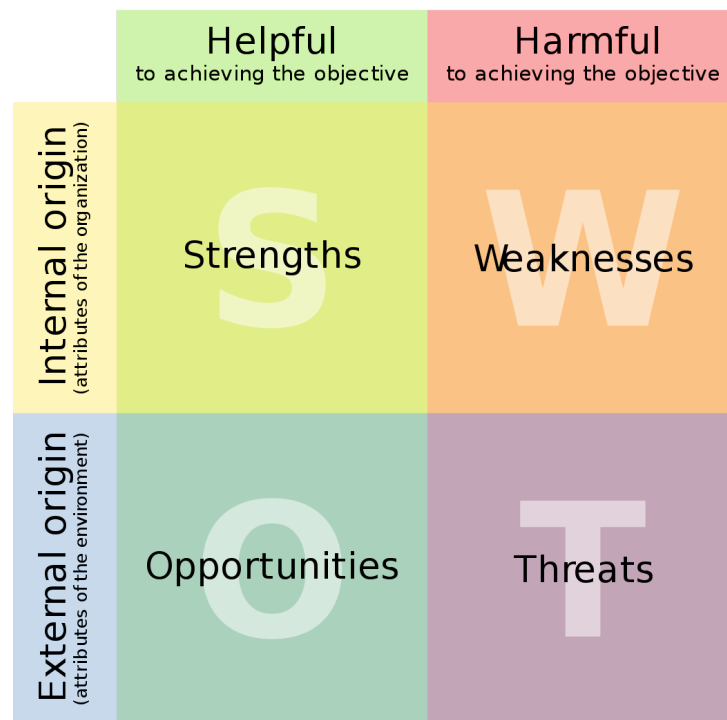 Helpful
to achieving the objective
Harmful
to achieving the objective
Internal origin
(attributes of the organization)
S
Strengths
W
Weaknesses
External origin
(attributes of the environment)
O
Opportunities
T
Threats